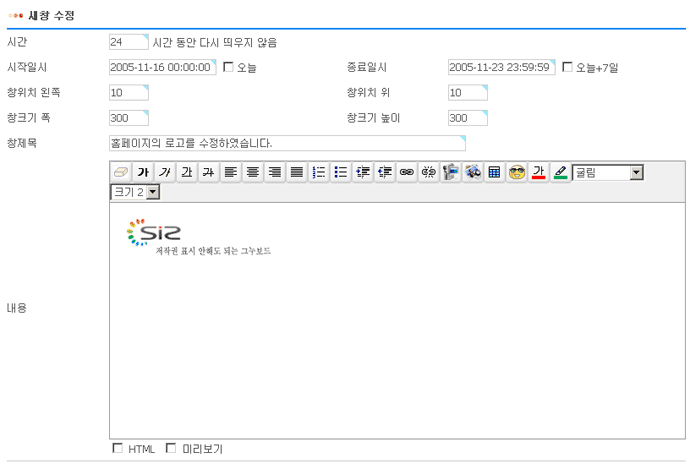 새창 수정
시간 24 시간 동안 다시 띄우지 않음
시작일시 2005-11-16 00:00:00 오늘 종료일시 2005-11-23 23:59:59 오늘+7일
창위치 왼쪽 10 창위치 위 10
창크기 폭 300 창크기 높이 300
창제목 홈페이지의 로고를 수정하였습니다.
가 가 가 가 가 굴림
크기 2
SIR
저작권 표시 안해도 되는 그누보드
내용
HTML 미리보기